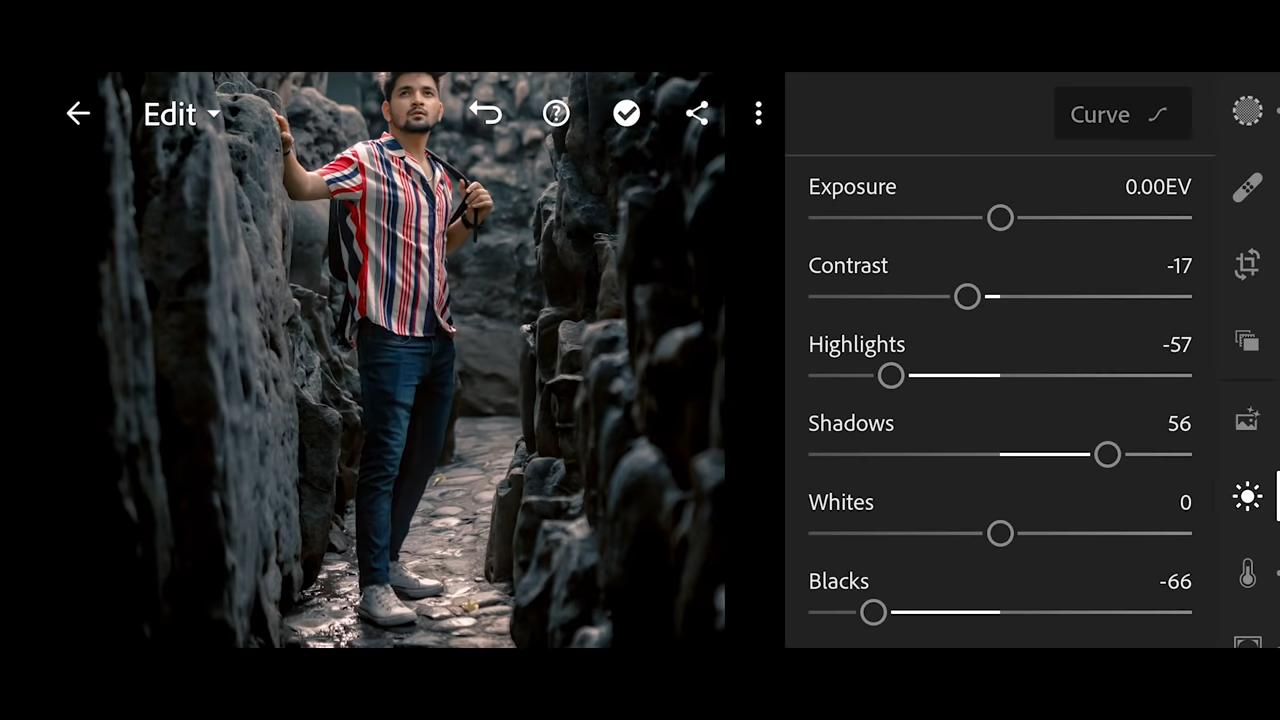 Edit
Curve
Exposure 0.00EV
Contrast -17
Highlights -57
Shadows 56
Whites 0
Blacks -66